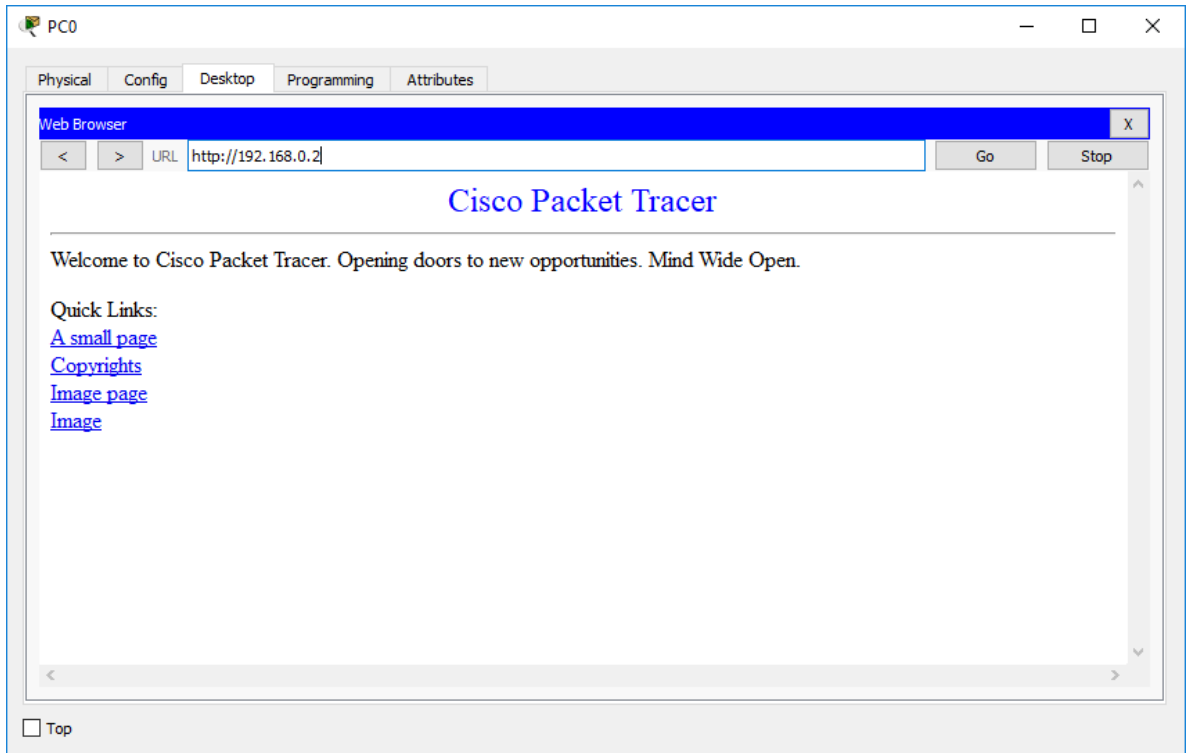 PC0
Physical Config Desktop Programming Attributes
Web Browser X
< > URL http://192.168.0.2 Go Stop
Cisco Packet Tracer
Welcome to Cisco Packet Tracer. Opening doors to new opportunities. Mind Wide Open.
Quick Links:
A small page
Copyrights
Image page
Image
Top